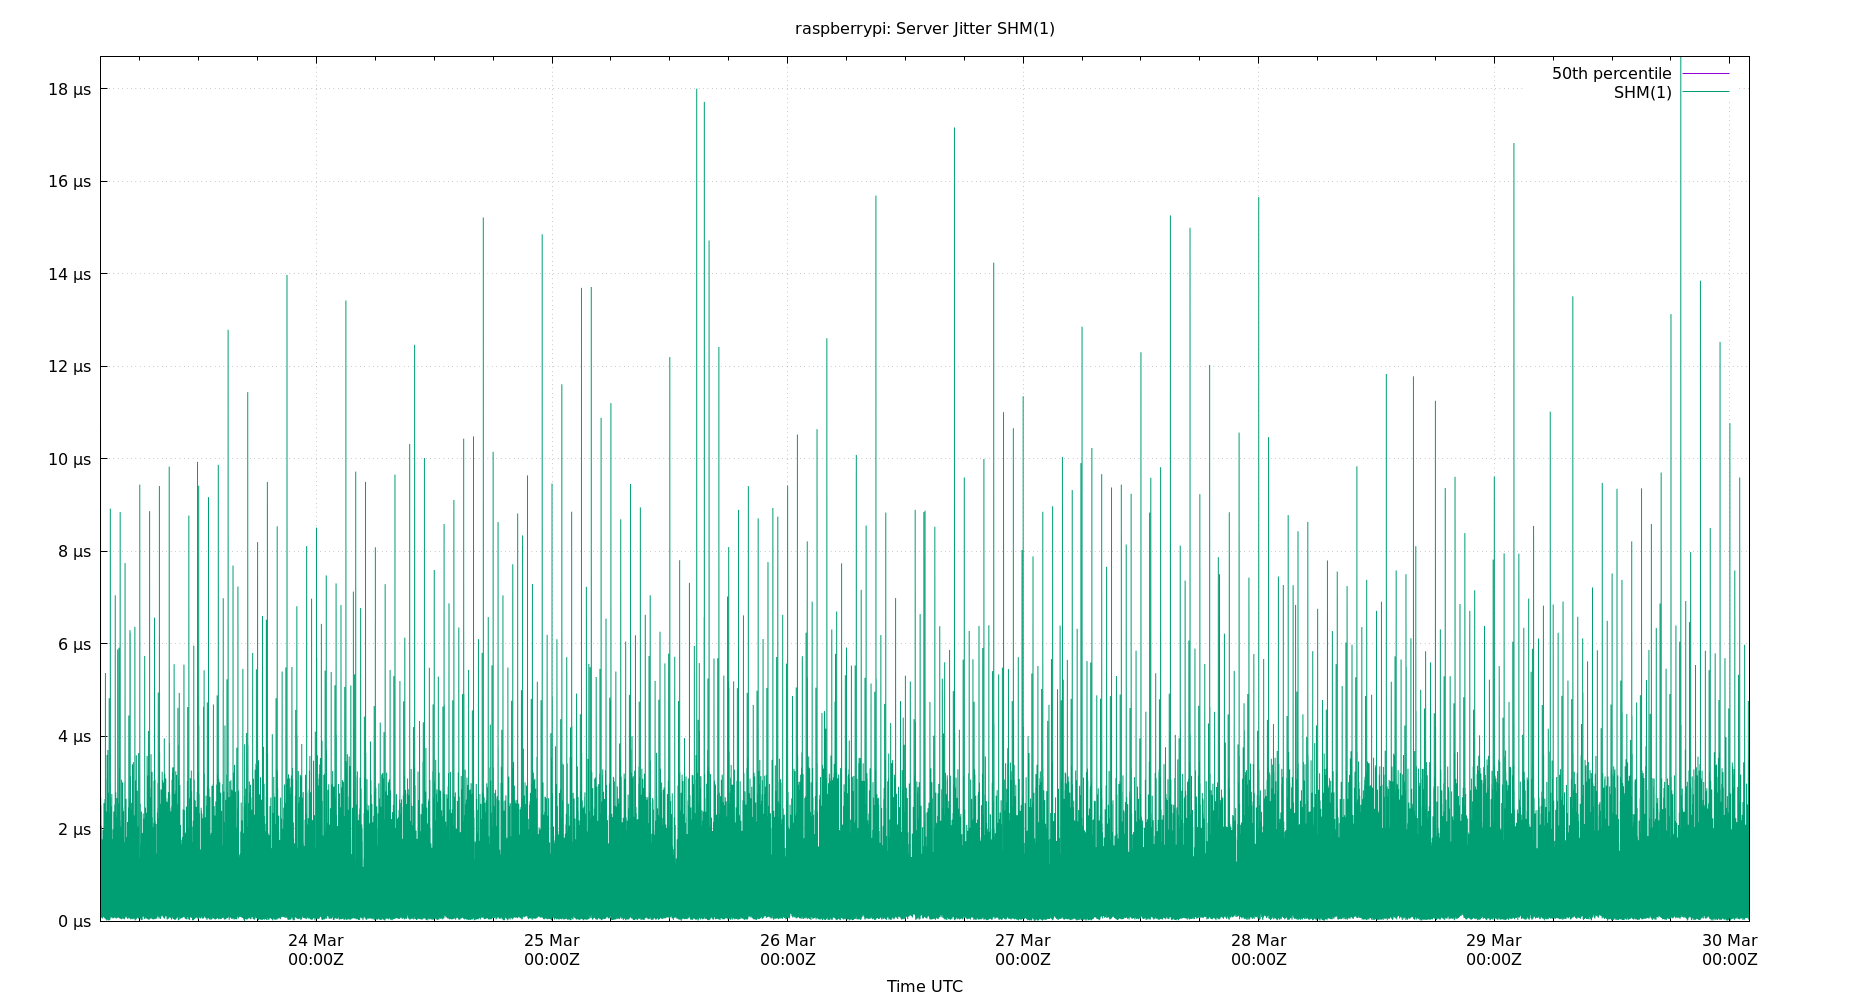 raspberrypi: Server Jitter SHM(1)
50th percentile
SHM(1)
18 µs
16 µs
14 µs
12 µs
10 µs
8 µs
6 µs
4 µs
2 µs
0 µs
24 Mar 25 Mar 26 Mar 27 Mar 28 Mar 29 Mar 30 Mar
00:00Z 00:00Z 00:00Z 00:00Z 00:00Z 00:00Z 00:00Z
Time UTC